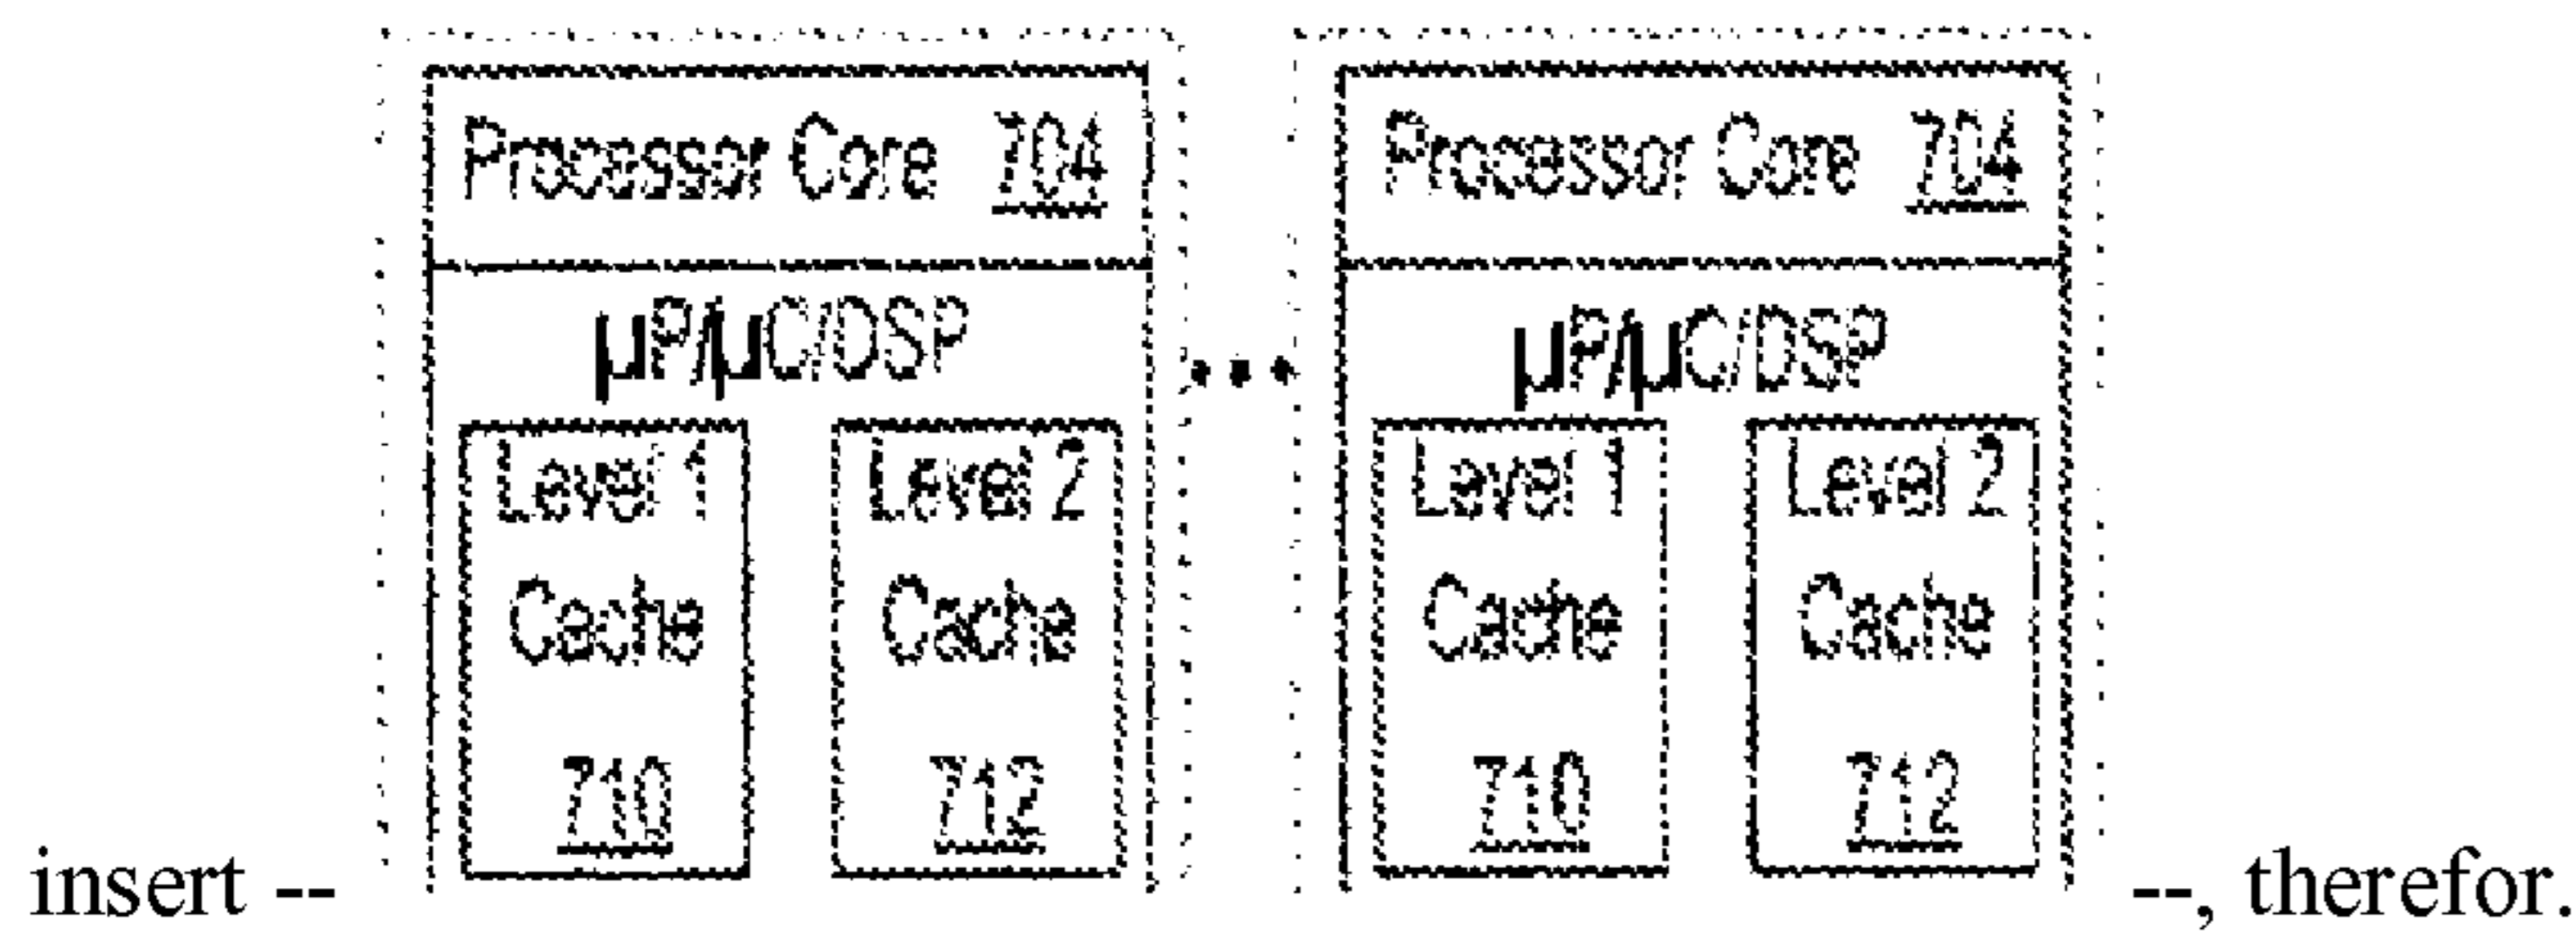 Processor Core 704 Processor Core 704
µP/µC/DSP ... µP/µC/DSP
Level 1 Level 2 Level 1 Level 2
Cache Cache Cache Cache
710 712 710 712
insert -- --, therefor.